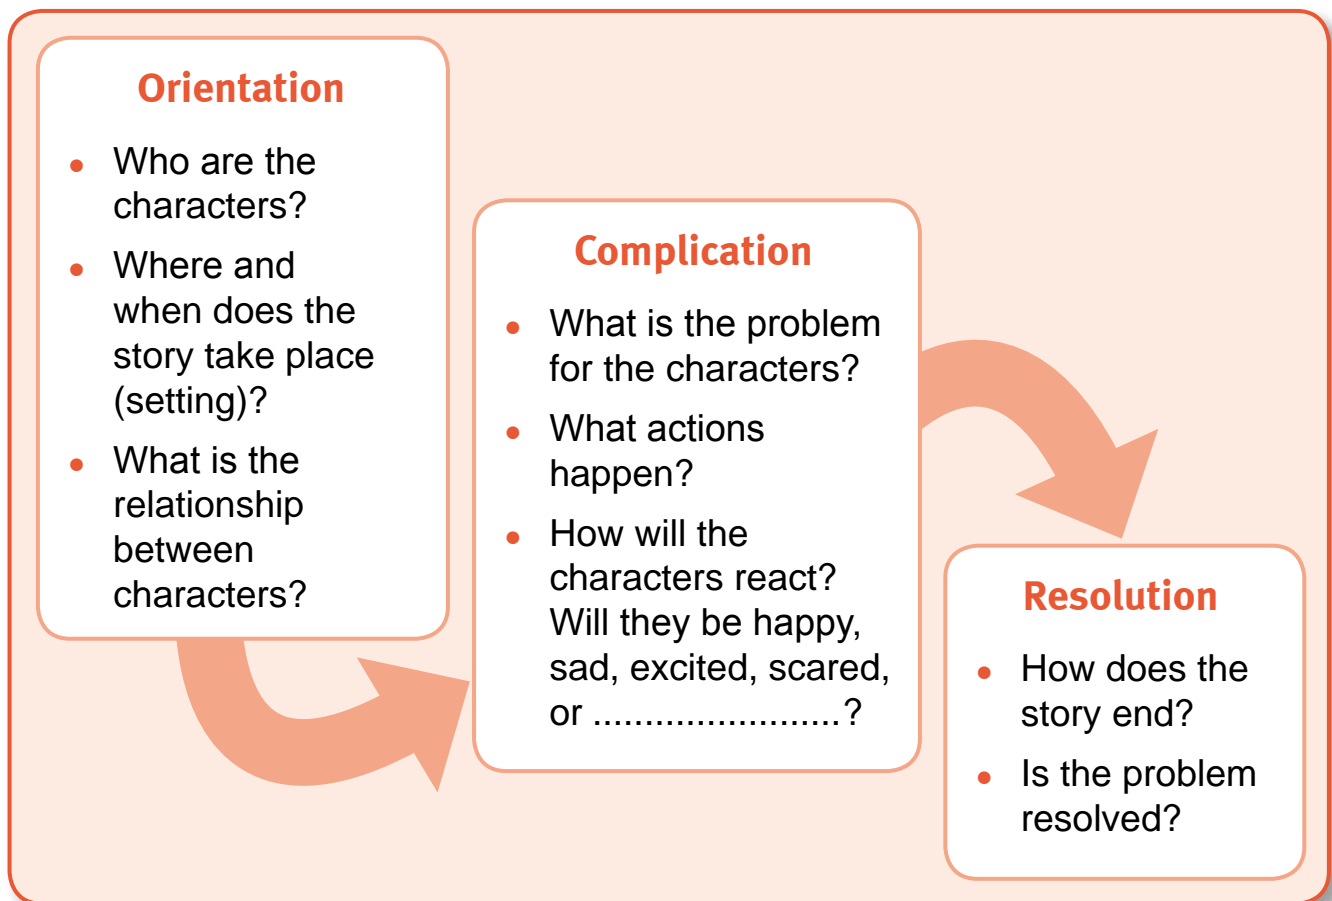 Orientation
• Who are the
characters?
• Where and
when does the
story take place
(setting)?
• What is the
relationship
between
characters?
Complication
• What is the problem
for the characters?
• What actions
happen?
• How will the
characters react?
Will they be happy,
sad, excited, scared,
or ........................?
Resolution
• How does the
story end?
• Is the problem
resolved?